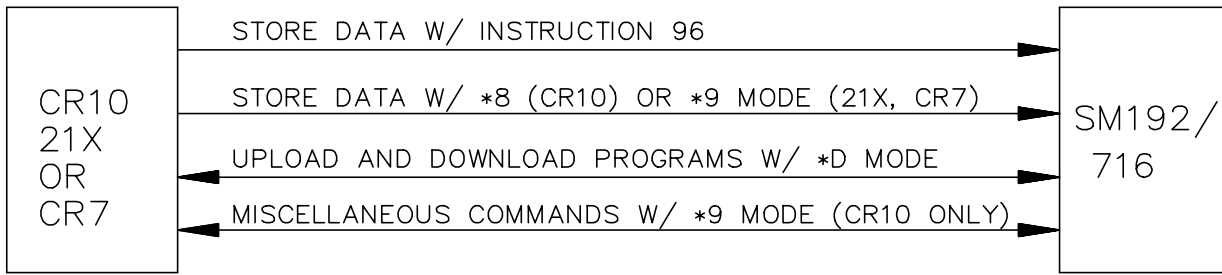 STORE DATA W/ INSTRUCTION 96
STORE DATA W/ *8 (CR10) OR *9 MODE (21X, CR7)
UPLOAD AND DOWNLOAD PROGRAMS W/ *D MODE
MISCELLANEOUS COMMANDS W/ *9 MODE (CR10 ONLY)
CR10
21X
OR
CR7
SM192/
716